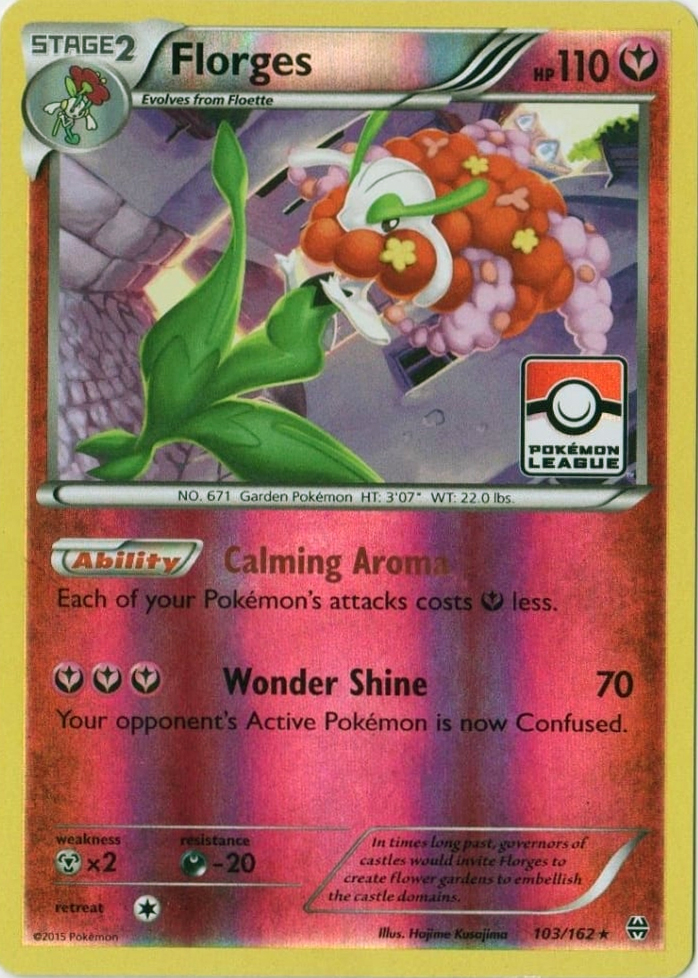 STAGE2
Florges
HP110
Evolves from Floette
POKÉMON
LEAGUE
NO. 671 Garden Pokémon HT: 3'07" WT: 22.0 lbs.
Ability Calming Aroma
Each of your Pokémon's attacks costs less.
Wonder Shine 70
Your opponent's Active Pokémon is now Confused.
weakness resistance
×2 -20
retreat
In times long past, governors of
castles would invite Florges to
create flower gardens to embellish
the castle domains.
©2015 Pokémon Illus. Hajime Kusajima 103/162 ★